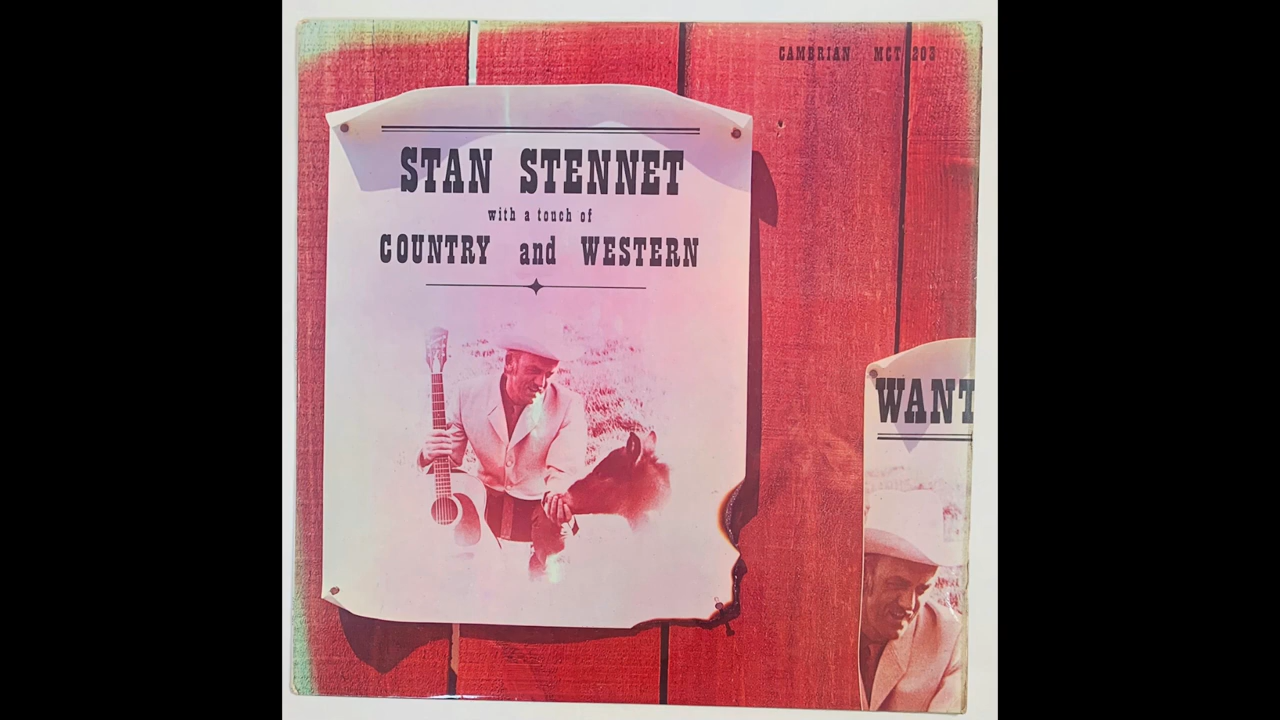 CAMBRIAN MCT 203
STAN STENNET
with a touch of
COUNTRY and WESTERN
WANT